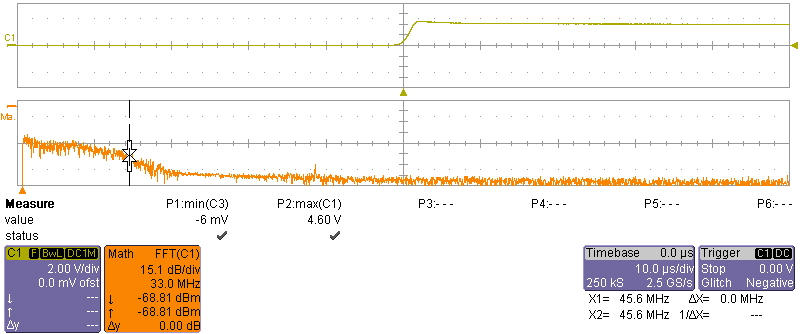 C1
Ma.
Measure P1:min(C3) P2:max(C1) P3:--- P4:--- P5:--- P6:---
value -6 mV 4.60 V
status
C1 F BwL DC1M
2.00 V/div
0.0 mV ofst
↓ ---
↑ ---
Δy ---
Math FFT(C1)
15.1 dB/div
33.0 MHz
↓ -68.81 dBm
↑ -68.81 dBm
Δy 0.00 dB
Timebase 0.0 µs
10.0 µs/div
250 kS 2.5 GS/s
Trigger C1 DC
Stop 0.00 V
Glitch Negative
X1= 45.6 MHz ΔX= 0.0 MHz
X2= 45.6 MHz 1/ΔX= ---